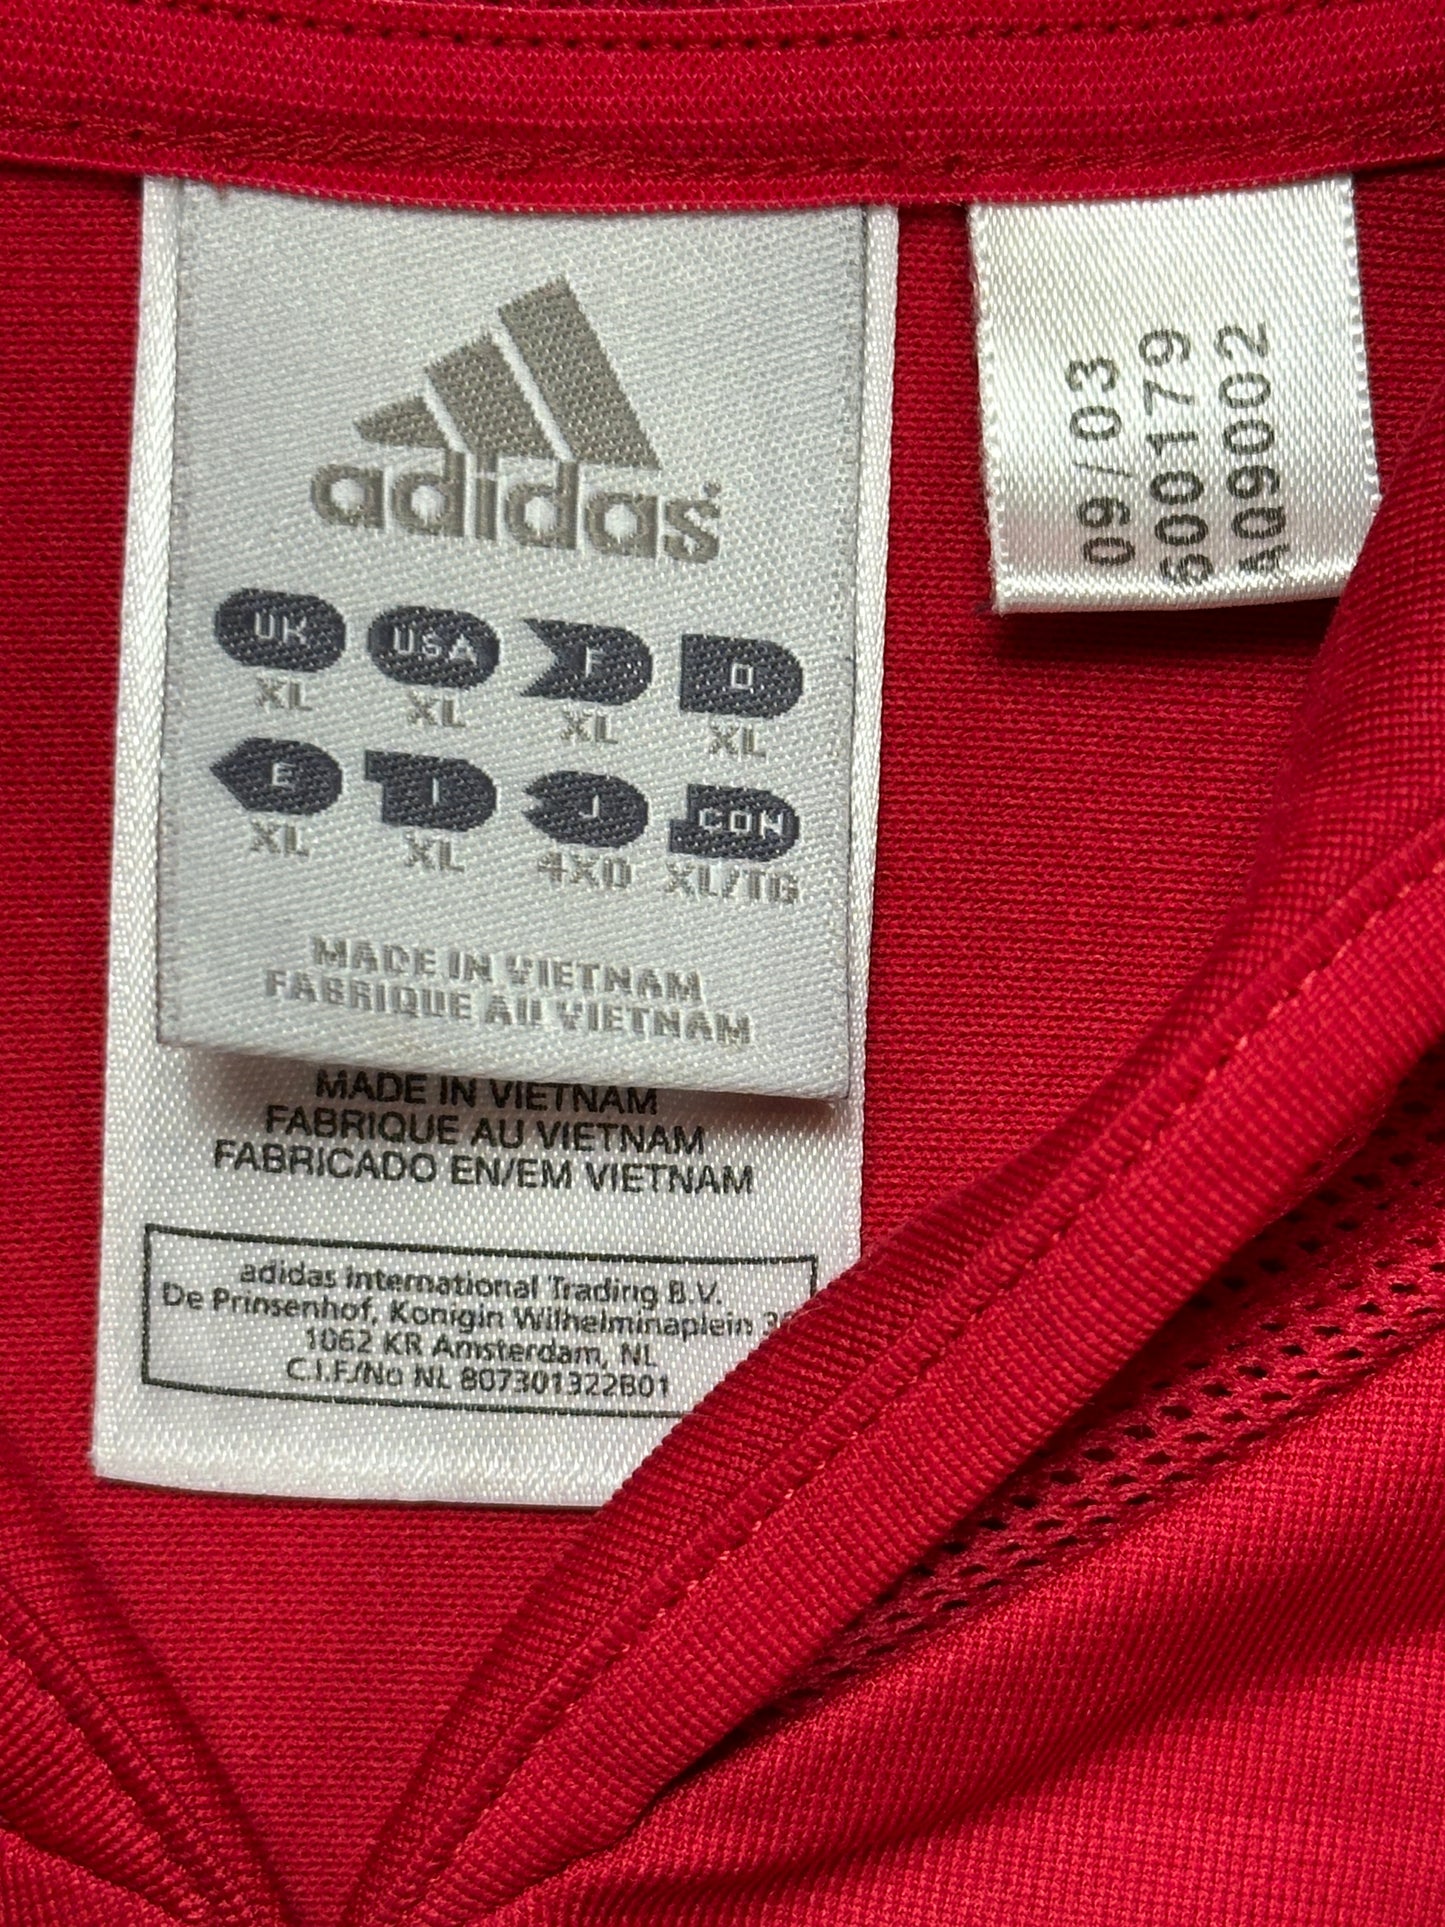 adidas
UK USA F D
XL XL XL XL
E I J CON
XL XL 4XO XL/TG
MADE IN VIETNAM
FABRIQUE AU VIETNAM
MADE IN VIETNAM
FABRIQUE AU VIETNAM
FABRICADO EN/EM VIETNAM
adidas International Trading B.V.
De Prinsenhof, Konigin Wilhelminaplein
1062 KR Amsterdam, NL
C.I.F./No NL 807301322B01
09/03
600179
AQ9002